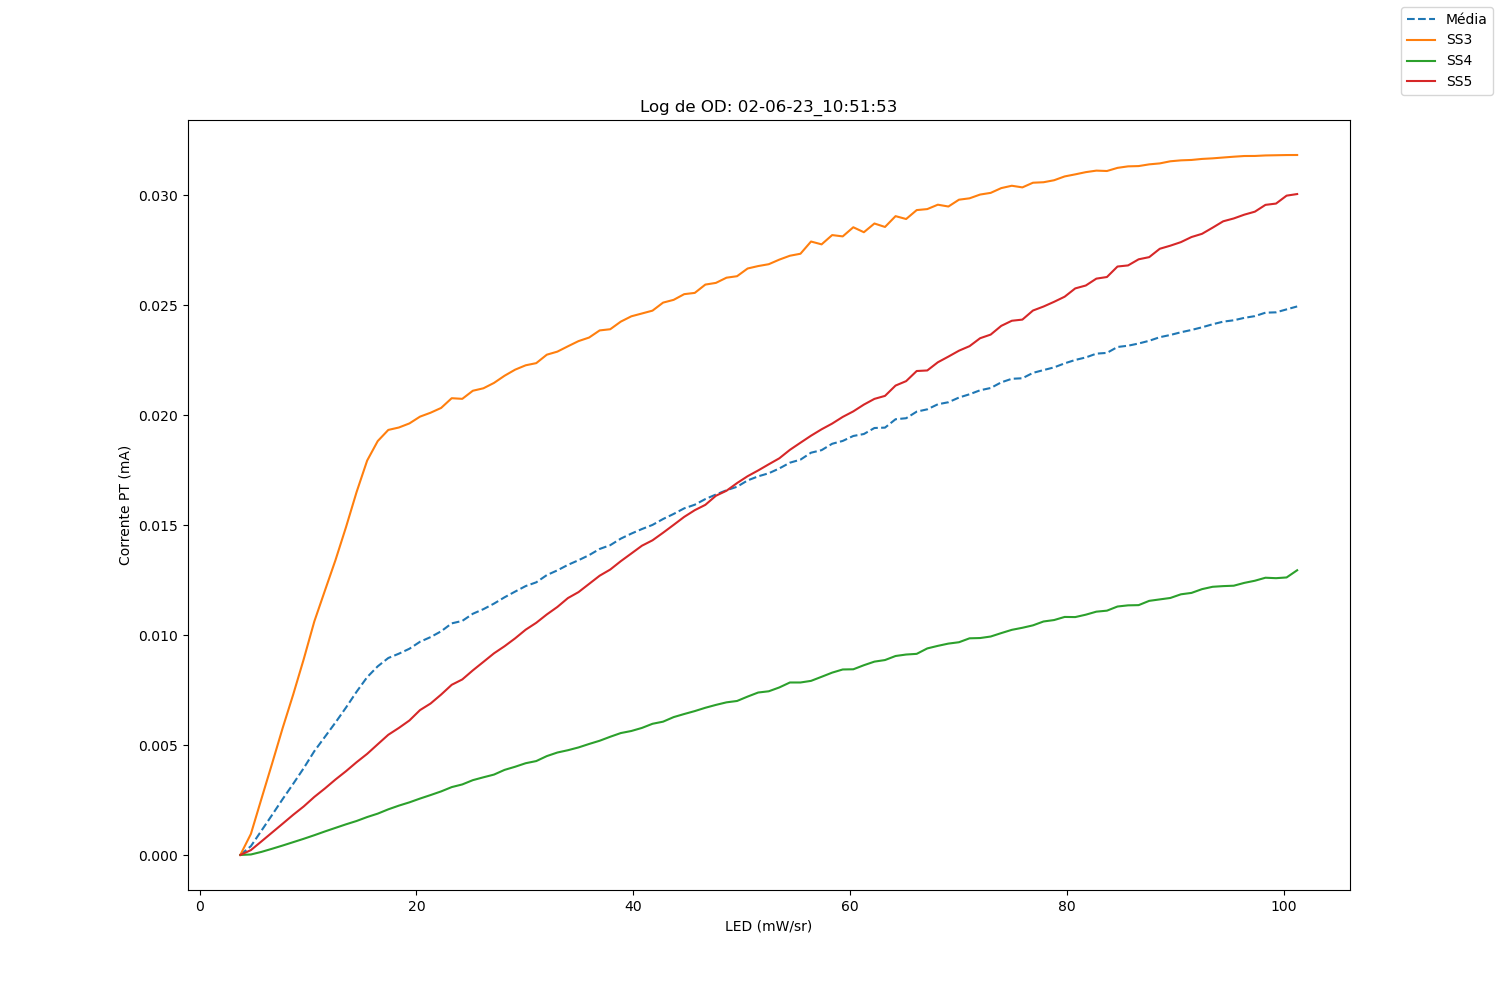 Média
SS3
SS4
SS5
Log de OD: 02-06-23_10:51:53
0.030
0.025
0.020
0.015
0.010
0.005
0.000
Corrente PT (mA)
0 20 40 60 80 100
LED (mW/sr)